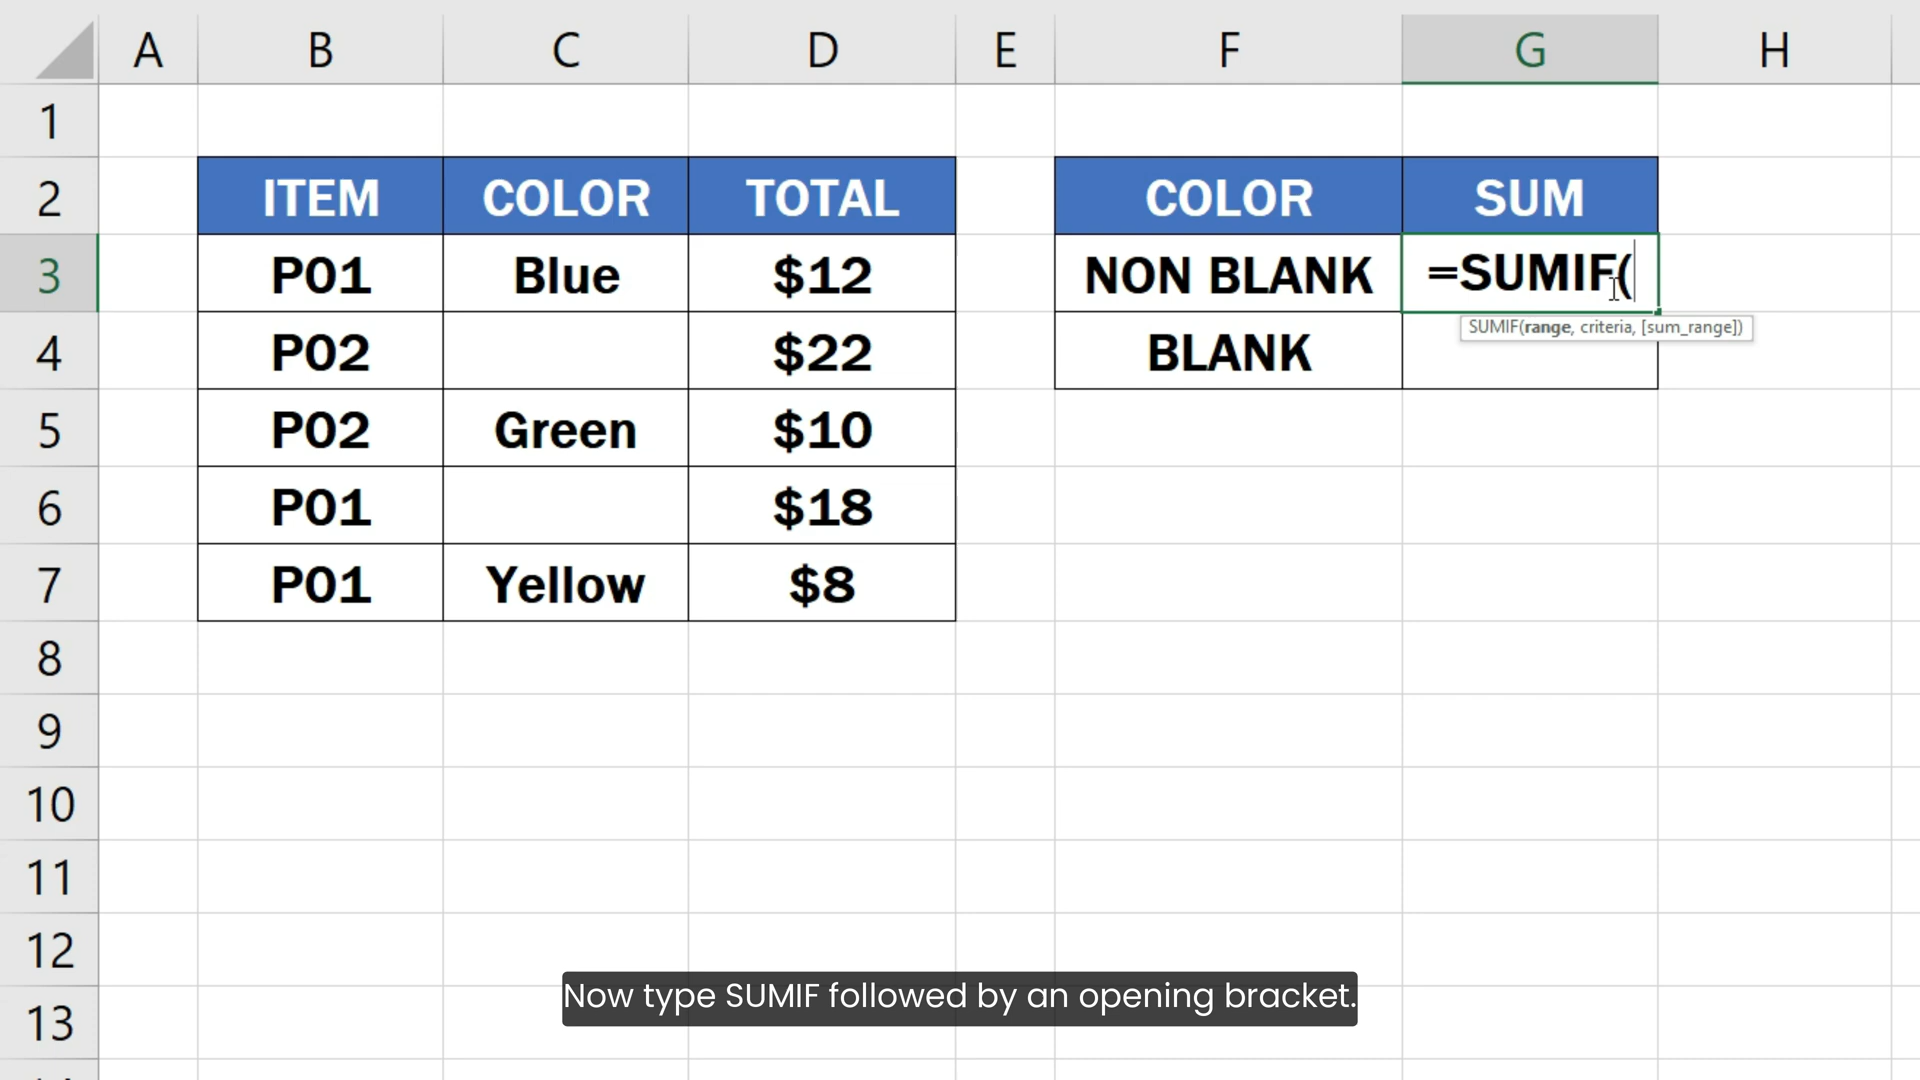 A B C D E F G H
1
2 ITEM COLOR TOTAL COLOR SUM
3 P01 Blue $12 NON BLANK =SUMIF(
SUMIF(range, criteria, [sum_range])
4 P02 $22 BLANK
5 P02 Green $10
6 P01 $18
7 P01 Yellow $8
8
9
10
11
12
Now type SUMIF followed by an opening bracket.
13